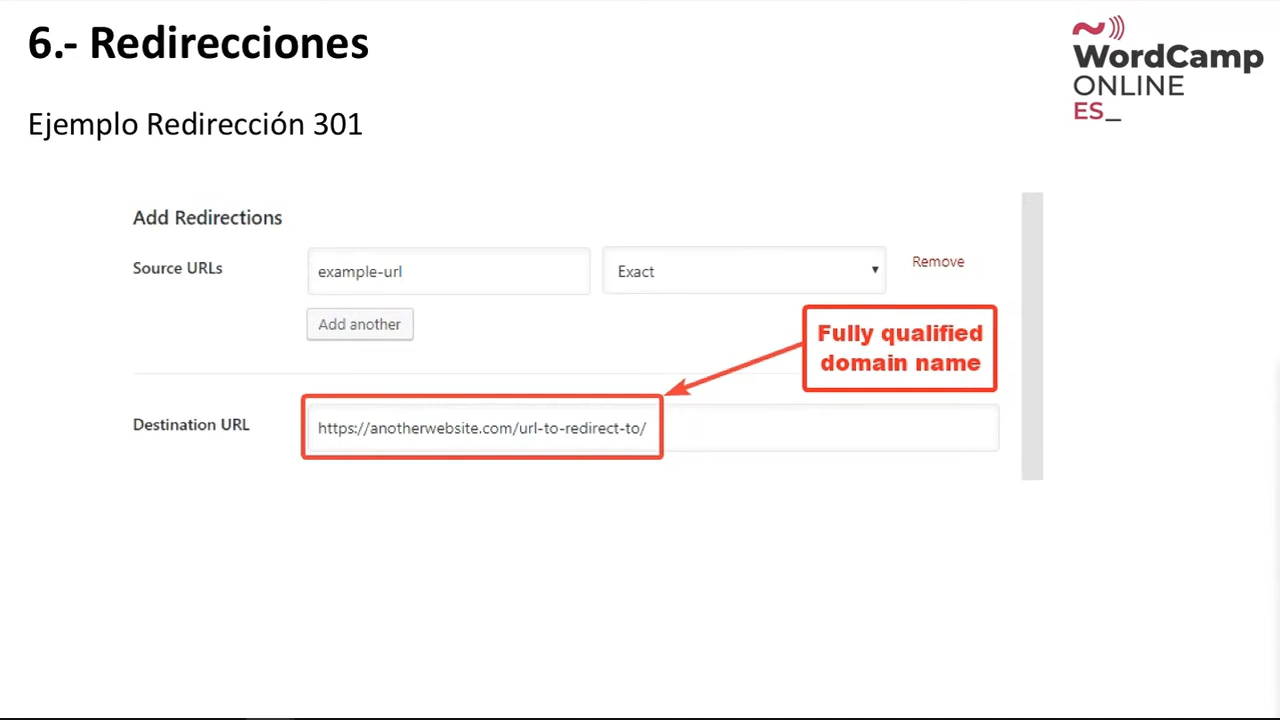 6.- Redirecciones
WordCamp
ONLINE
ES_
Ejemplo Redirección 301
Add Redirections
Source URLs
example-url
Exact
Remove
Add another
Fully qualified
domain name
Destination URL
https://anotherwebsite.com/url-to-redirect-to/